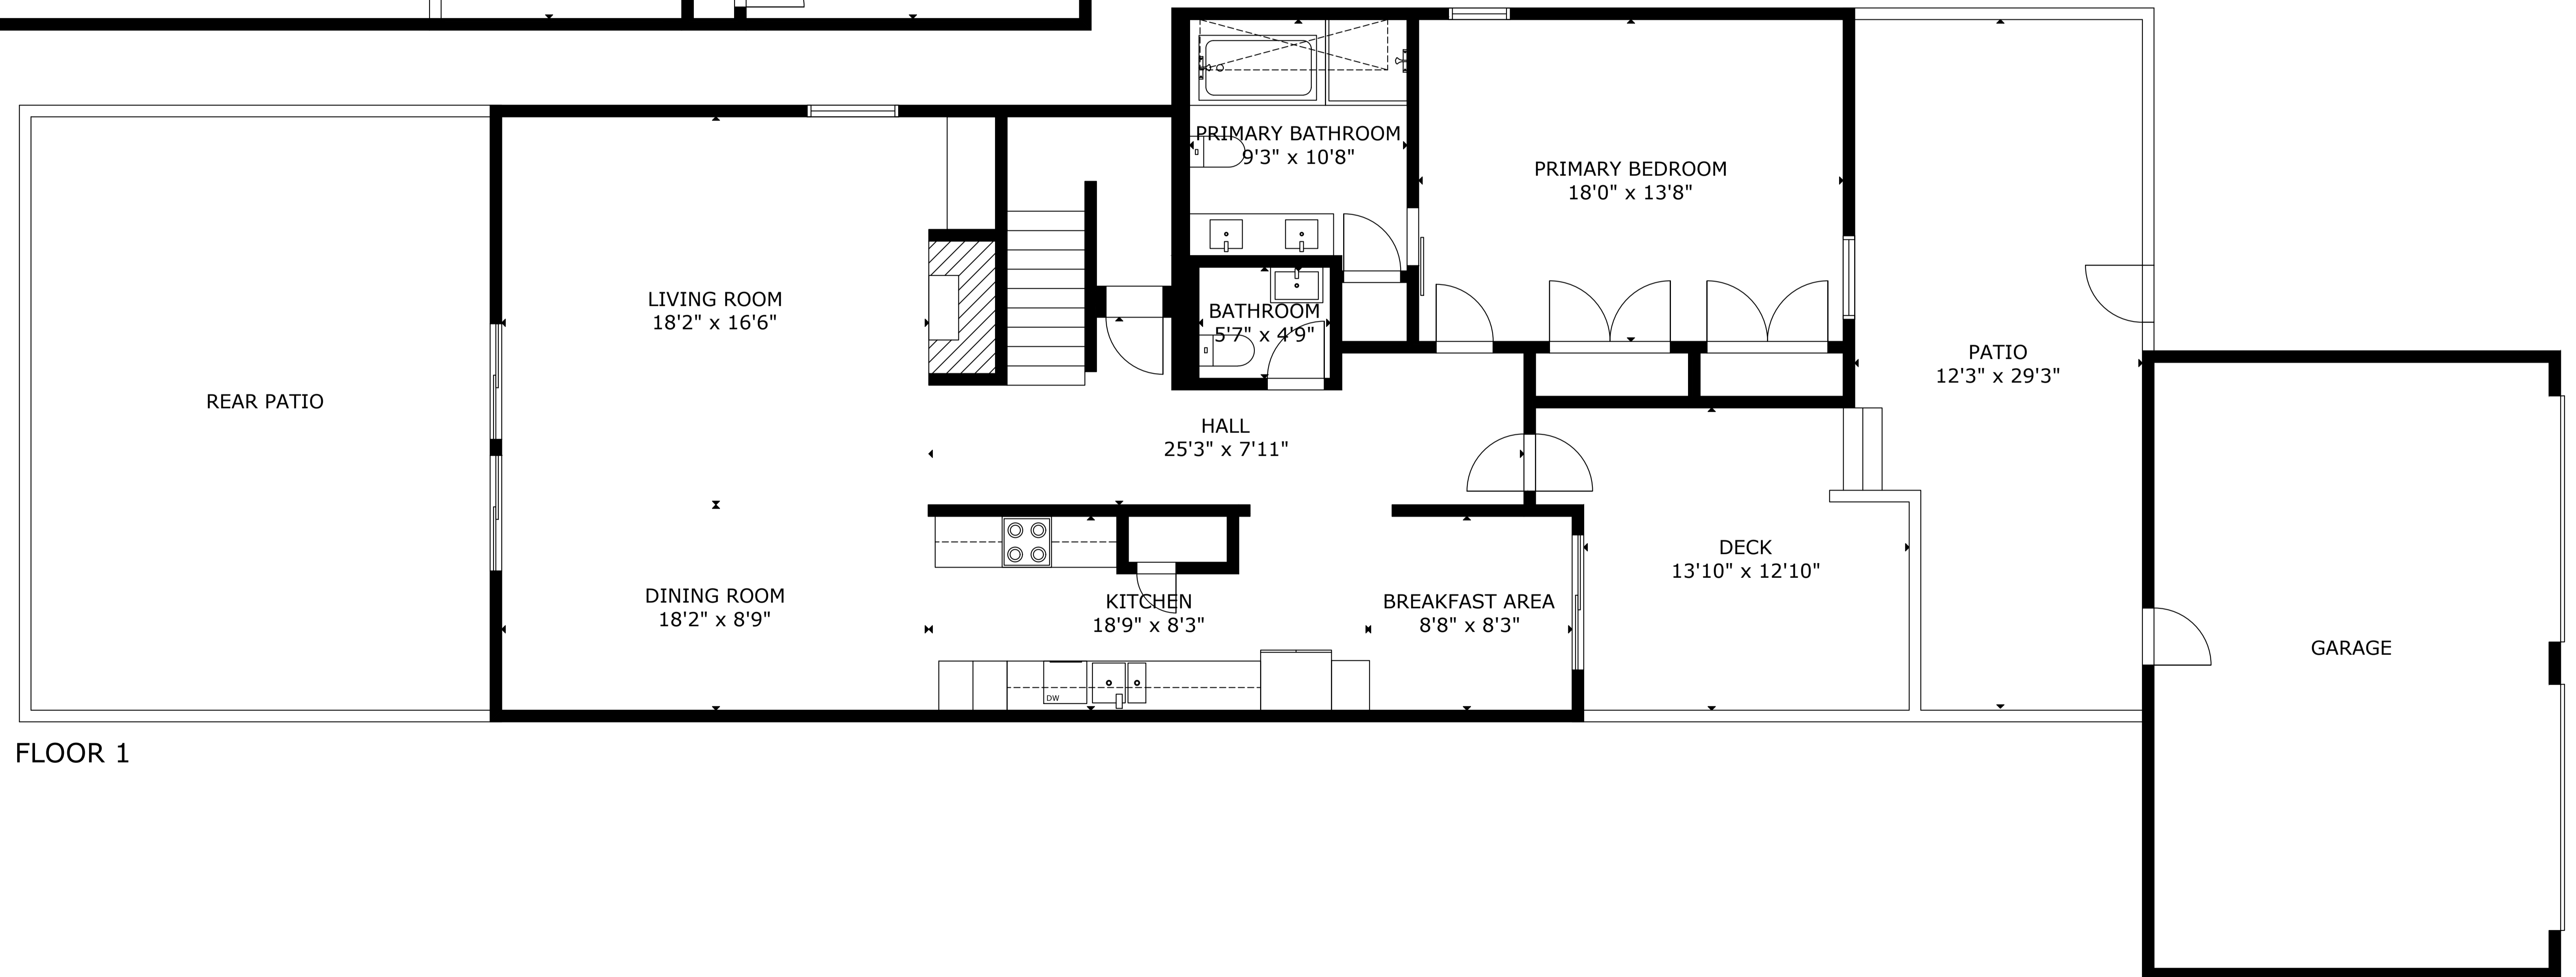 PRIMARY BATHROOM
9'3" x 10'8"
PRIMARY BEDROOM
18'0" x 13'8"
LIVING ROOM
18'2" x 16'6"
BATHROOM
5'7" x 4'9"
PATIO
12'3" x 29'3"
REAR PATIO
HALL
25'3" x 7'11"
DECK
13'10" x 12'10"
DINING ROOM
18'2" x 8'9"
KITCHEN
18'9" x 8'3"
BREAKFAST AREA
8'8" x 8'3"
GARAGE
DW
FLOOR 1